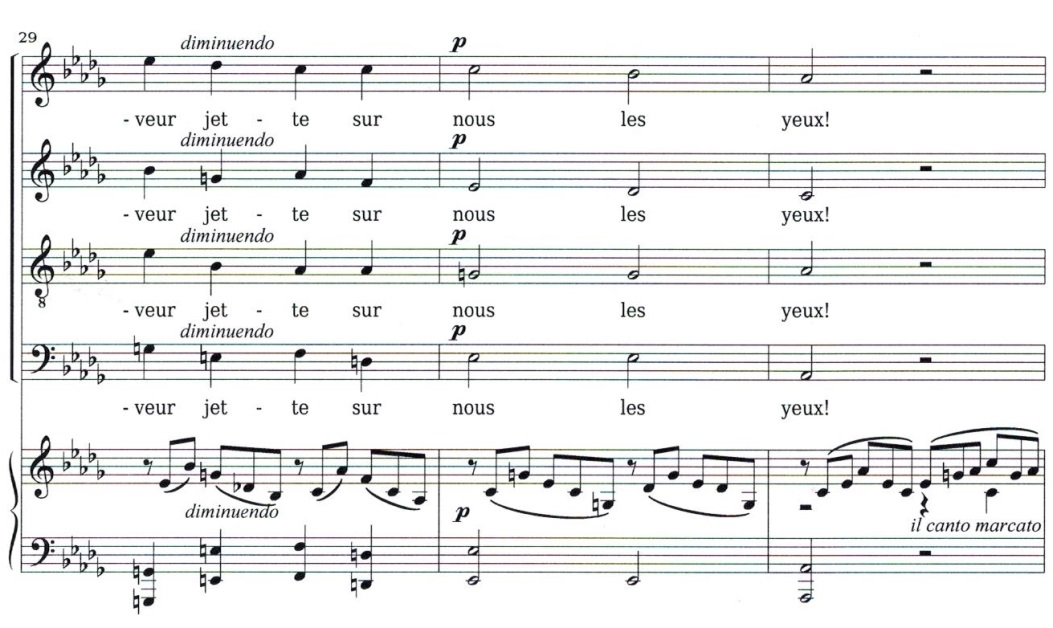 29 diminuendo p
- veur jet - te sur nous les yeux!
diminuendo p
- veur jet - te sur nous les yeux!
diminuendo p
8
- veur jet - te sur nous les yeux!
diminuendo p
- veur jet - te sur nous les yeux!
diminuendo p
il canto marcato